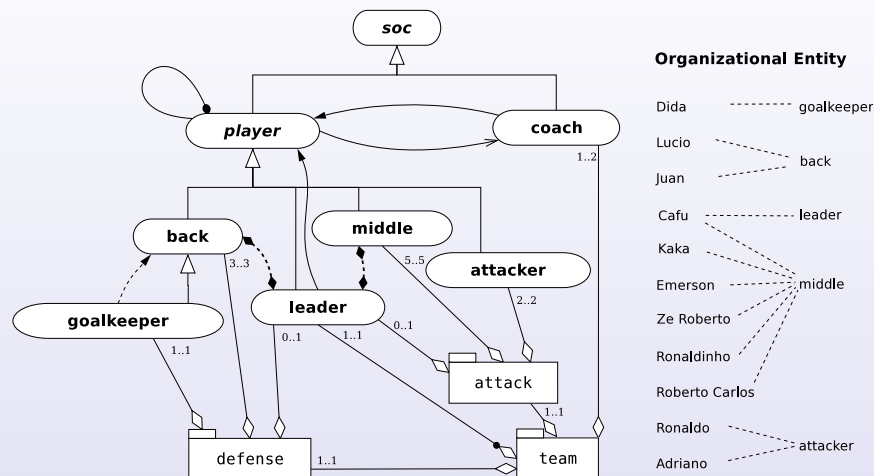 soc
player
coach
1..2
back
middle
3..3
5..5
attacker
goalkeeper
leader
2..2
1..1
0..1
1..1
0..1
attack
1..1
defense
1..1
team
Organizational Entity
Dida
goalkeeper
Lucio
back
Juan
Cafu
leader
Kaka
Emerson
middle
Ze Roberto
Ronaldinho
Roberto Carlos
Ronaldo
attacker
Adriano